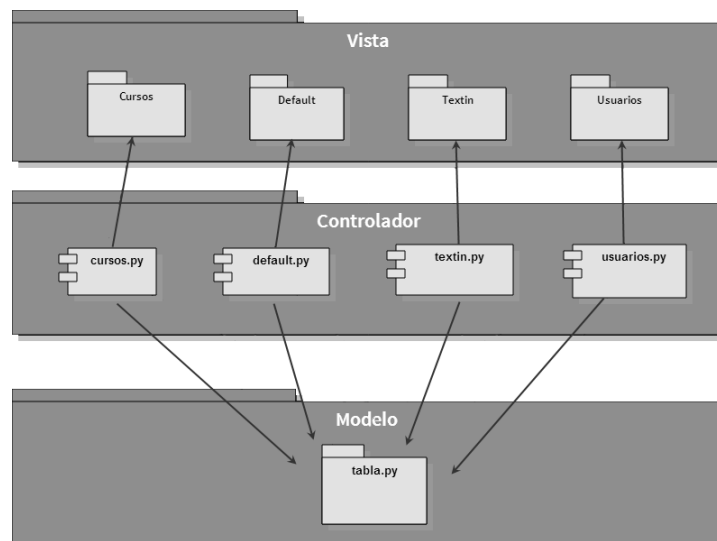 Vista
Cursos
Default
Textin
Usuarios
Controlador
cursos.py
default.py
textin.py
usuarios.py
Modelo
tabla.py